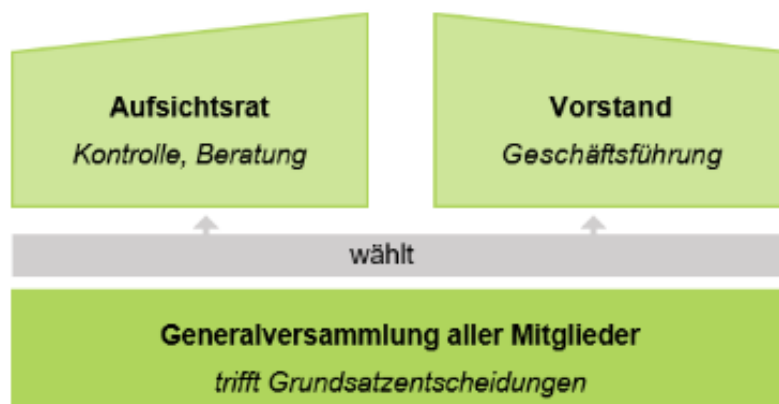 Aufsichtsrat
Kontrolle, Beratung
Vorstand
Geschäftsführung
wählt
Generalversammlung aller Mitglieder
trifft Grundsatzentscheidungen